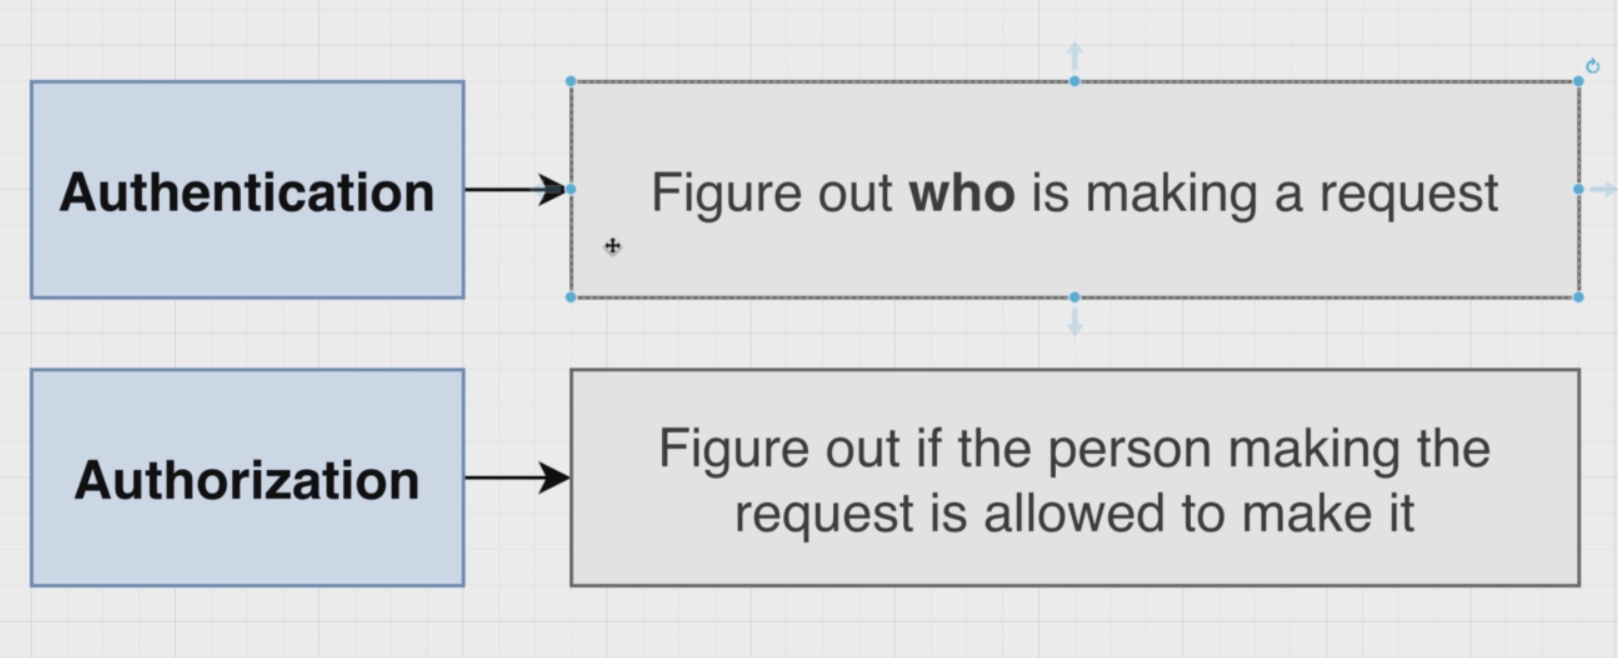 Authentication
Figure out who is making a request
Authorization
Figure out if the person making the
request is allowed to make it